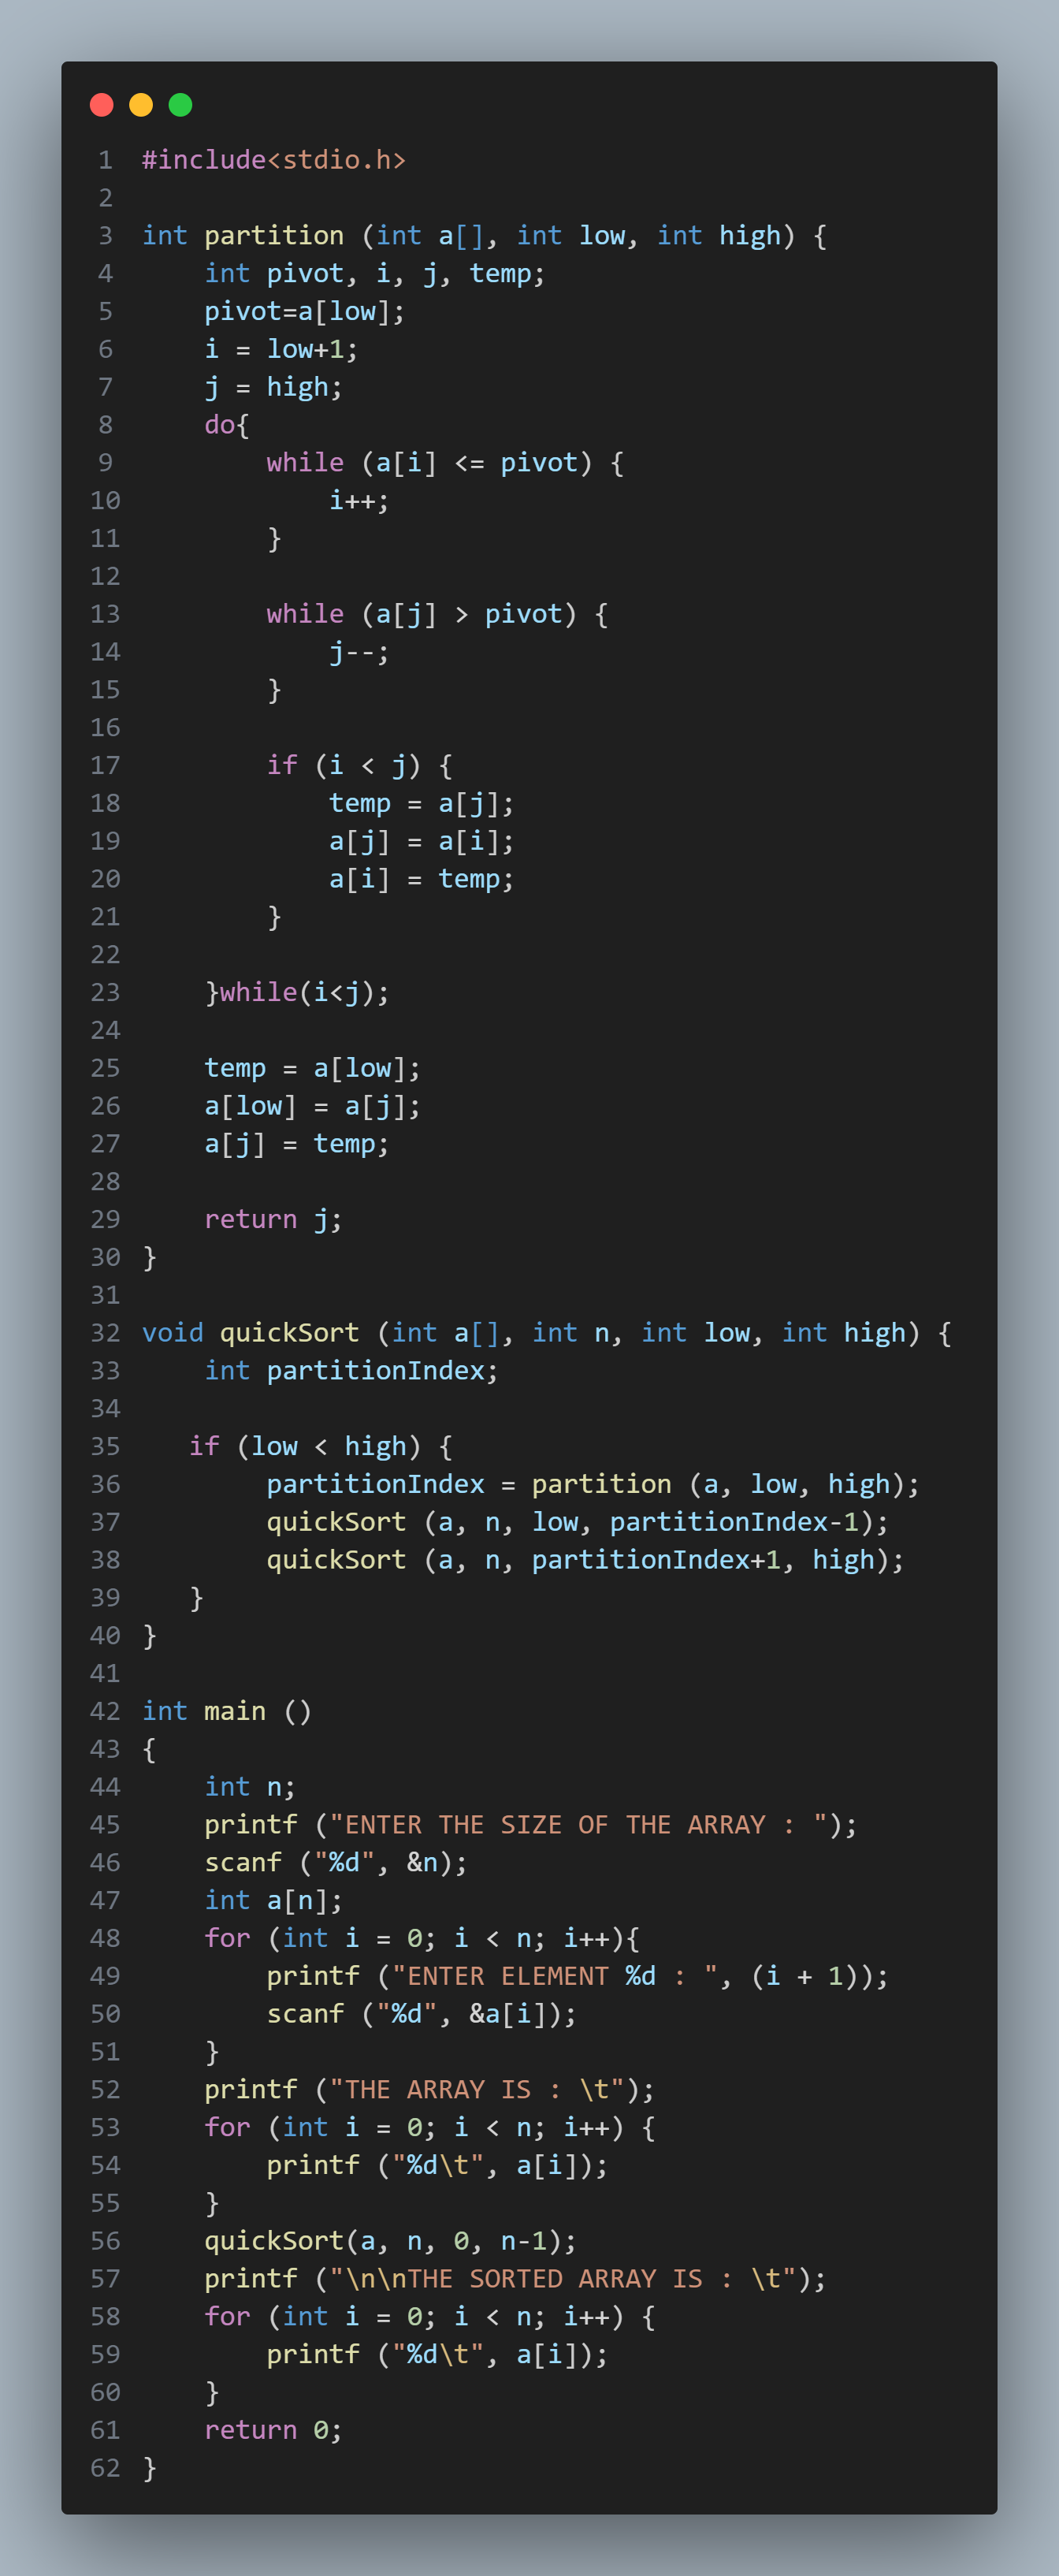 1 #include<stdio.h>
2
3 int partition (int a[], int low, int high) {
4     int pivot, i, j, temp;
5     pivot=a[low];
6     i = low+1;
7     j = high;
8     do{
9         while (a[i] <= pivot) {
10             i++;
11         }
12
13         while (a[j] > pivot) {
14             j--;
15         }
16
17         if (i < j) {
18             temp = a[j];
19             a[j] = a[i];
20             a[i] = temp;
21         }
22
23     }while(i<j);
24
25     temp = a[low];
26     a[low] = a[j];
27     a[j] = temp;
28
29     return j;
30 }
31
32 void quickSort (int a[], int n, int low, int high) {
33     int partitionIndex;
34
35    if (low < high) {
36         partitionIndex = partition (a, low, high);
37         quickSort (a, n, low, partitionIndex-1);
38         quickSort (a, n, partitionIndex+1, high);
39    }
40 }
41
42 int main ()
43 {
44     int n;
45     printf ("ENTER THE SIZE OF THE ARRAY : ");
46     scanf ("%d", &n);
47     int a[n];
48     for (int i = 0; i < n; i++){
49         printf ("ENTER ELEMENT %d : ", (i + 1));
50         scanf ("%d", &a[i]);
51     }
52     printf ("THE ARRAY IS : \t");
53     for (int i = 0; i < n; i++) {
54         printf ("%d\t", a[i]);
55     }
56     quickSort(a, n, 0, n-1);
57     printf ("\n\nTHE SORTED ARRAY IS : \t");
58     for (int i = 0; i < n; i++) {
59         printf ("%d\t", a[i]);
60     }
61     return 0;
62 }